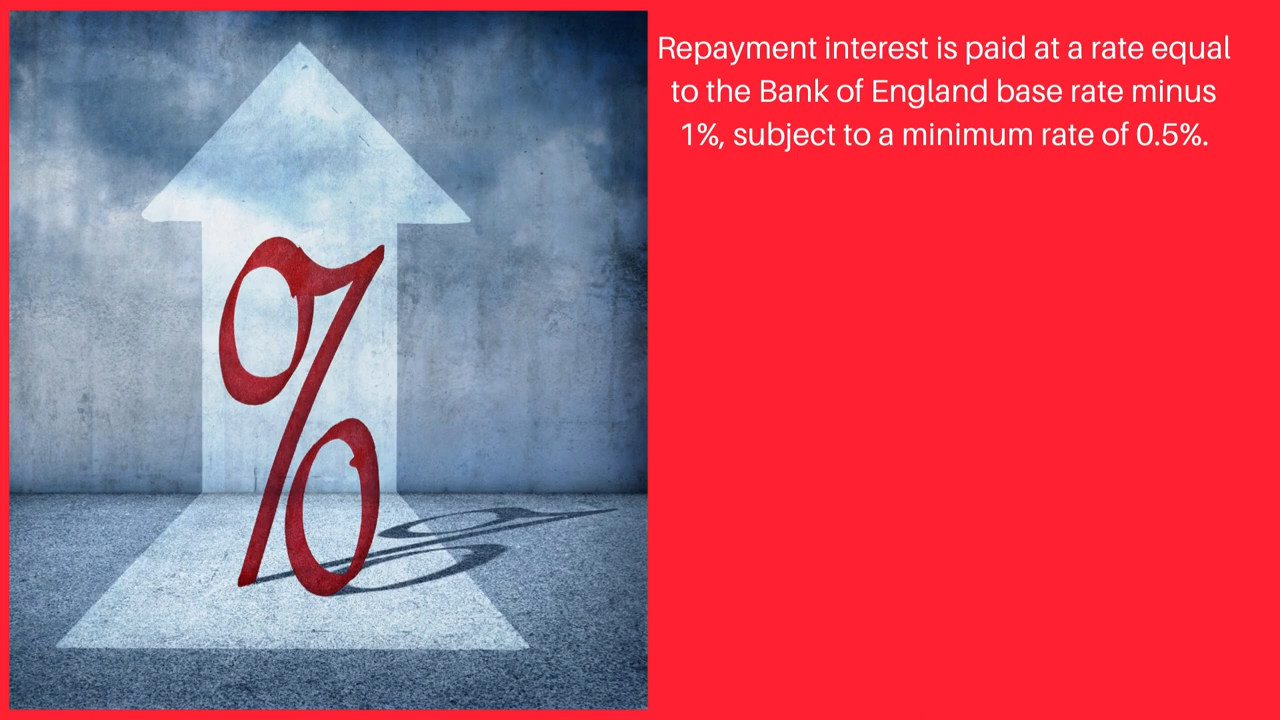 %
Repayment interest is paid at a rate equal
to the Bank of England base rate minus
1%, subject to a minimum rate of 0.5%.